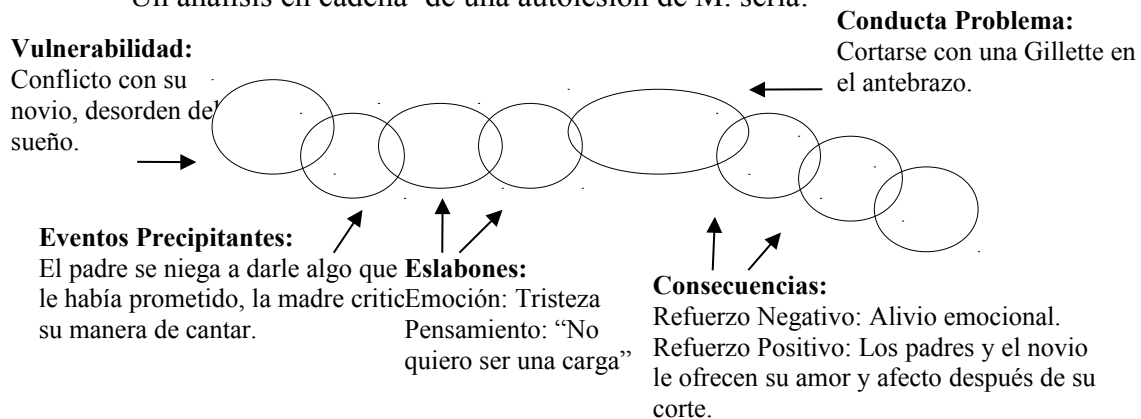 Un análisis en cadena de una autolesión de M. sería:
Conducta Problema:
Cortarse con una Gillette en
el antebrazo.
Vulnerabilidad:
Conflicto con su
novio, desorden del
sueño.
Eventos Precipitantes:
El padre se niega a darle algo que
le había prometido, la madre critic
su manera de cantar.
Eslabones:
Emoción: Tristeza
Pensamiento: “No
quiero ser una carga”
Consecuencias:
Refuerzo Negativo: Alivio emocional.
Refuerzo Positivo: Los padres y el novio
le ofrecen su amor y afecto después de su
corte.